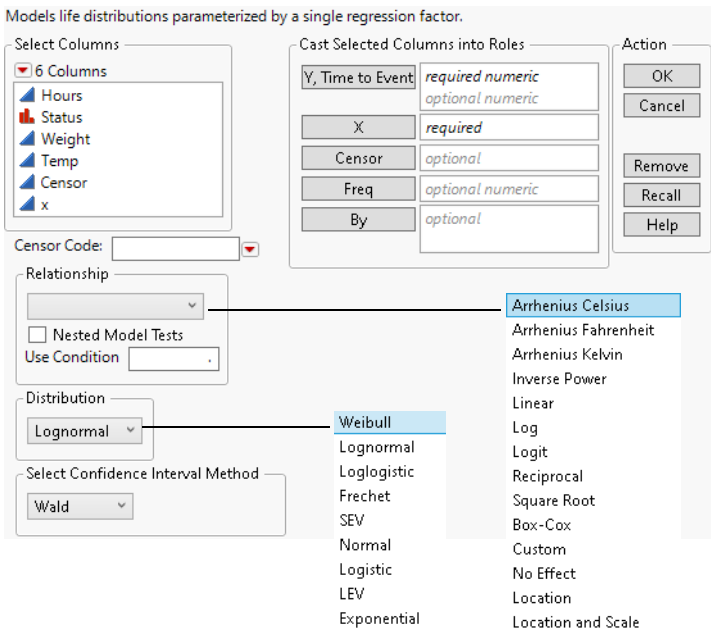 Models life distributions parameterized by a single regression factor.
Select Columns
6 Columns
Hours
Status
Weight
Temp
Censor
x
Cast Selected Columns into Roles
Y, Time to Event
required numeric
optional numeric
X
required
Censor
optional
Freq
optional numeric
By
optional
Action
OK
Cancel
Remove
Recall
Help
Censor Code:
Relationship
Nested Model Tests
Use Condition
.
Distribution
Lognormal
Select Confidence Interval Method
Wald
Weibull
Lognormal
Loglogistic
Frechet
SEV
Normal
Logistic
LEV
Exponential
Arrhenius Celsius
Arrhenius Fahrenheit
Arrhenius Kelvin
Inverse Power
Linear
Log
Logit
Reciprocal
Square Root
Box-Cox
Custom
No Effect
Location
Location and Scale